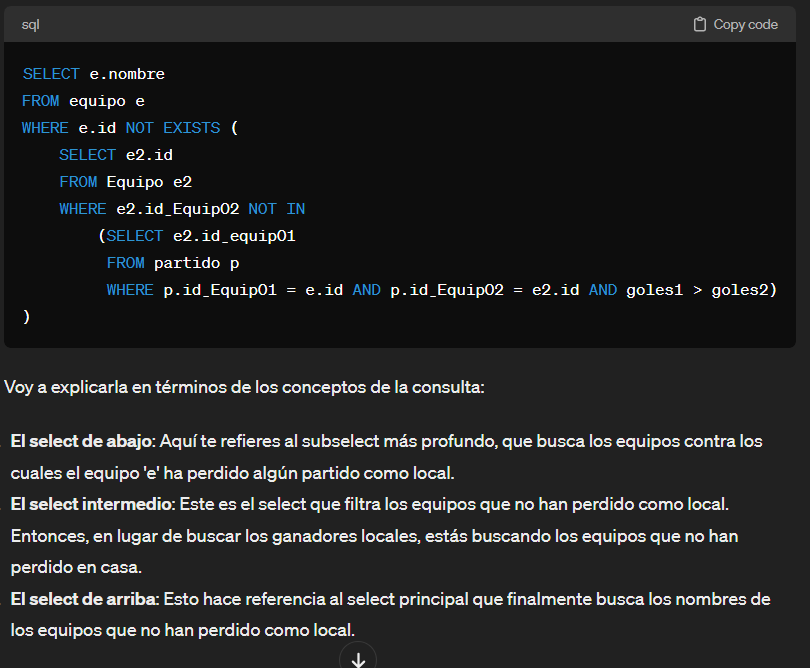 sql
Copy code
SELECT e.nombre
FROM equipo e
WHERE e.id NOT EXISTS (
    SELECT e2.id
    FROM Equipo e2
    WHERE e2.id_EquipO2 NOT IN
        (SELECT e2.id_equipO1
         FROM partido p
         WHERE p.id_EquipO1 = e.id AND p.id_EquipO2 = e2.id AND goles1 > goles2)
)
Voy a explicarla en términos de los conceptos de la consulta:
El select de abajo: Aquí te refieres al subselect más profundo, que busca los equipos contra los
cuales el equipo 'e' ha perdido algún partido como local.
El select intermedio: Este es el select que filtra los equipos que no han perdido como local.
Entonces, en lugar de buscar los ganadores locales, estás buscando los equipos que no han
perdido en casa.
El select de arriba: Esto hace referencia al select principal que finalmente busca los nombres de
los equipos que no han perdido como local.